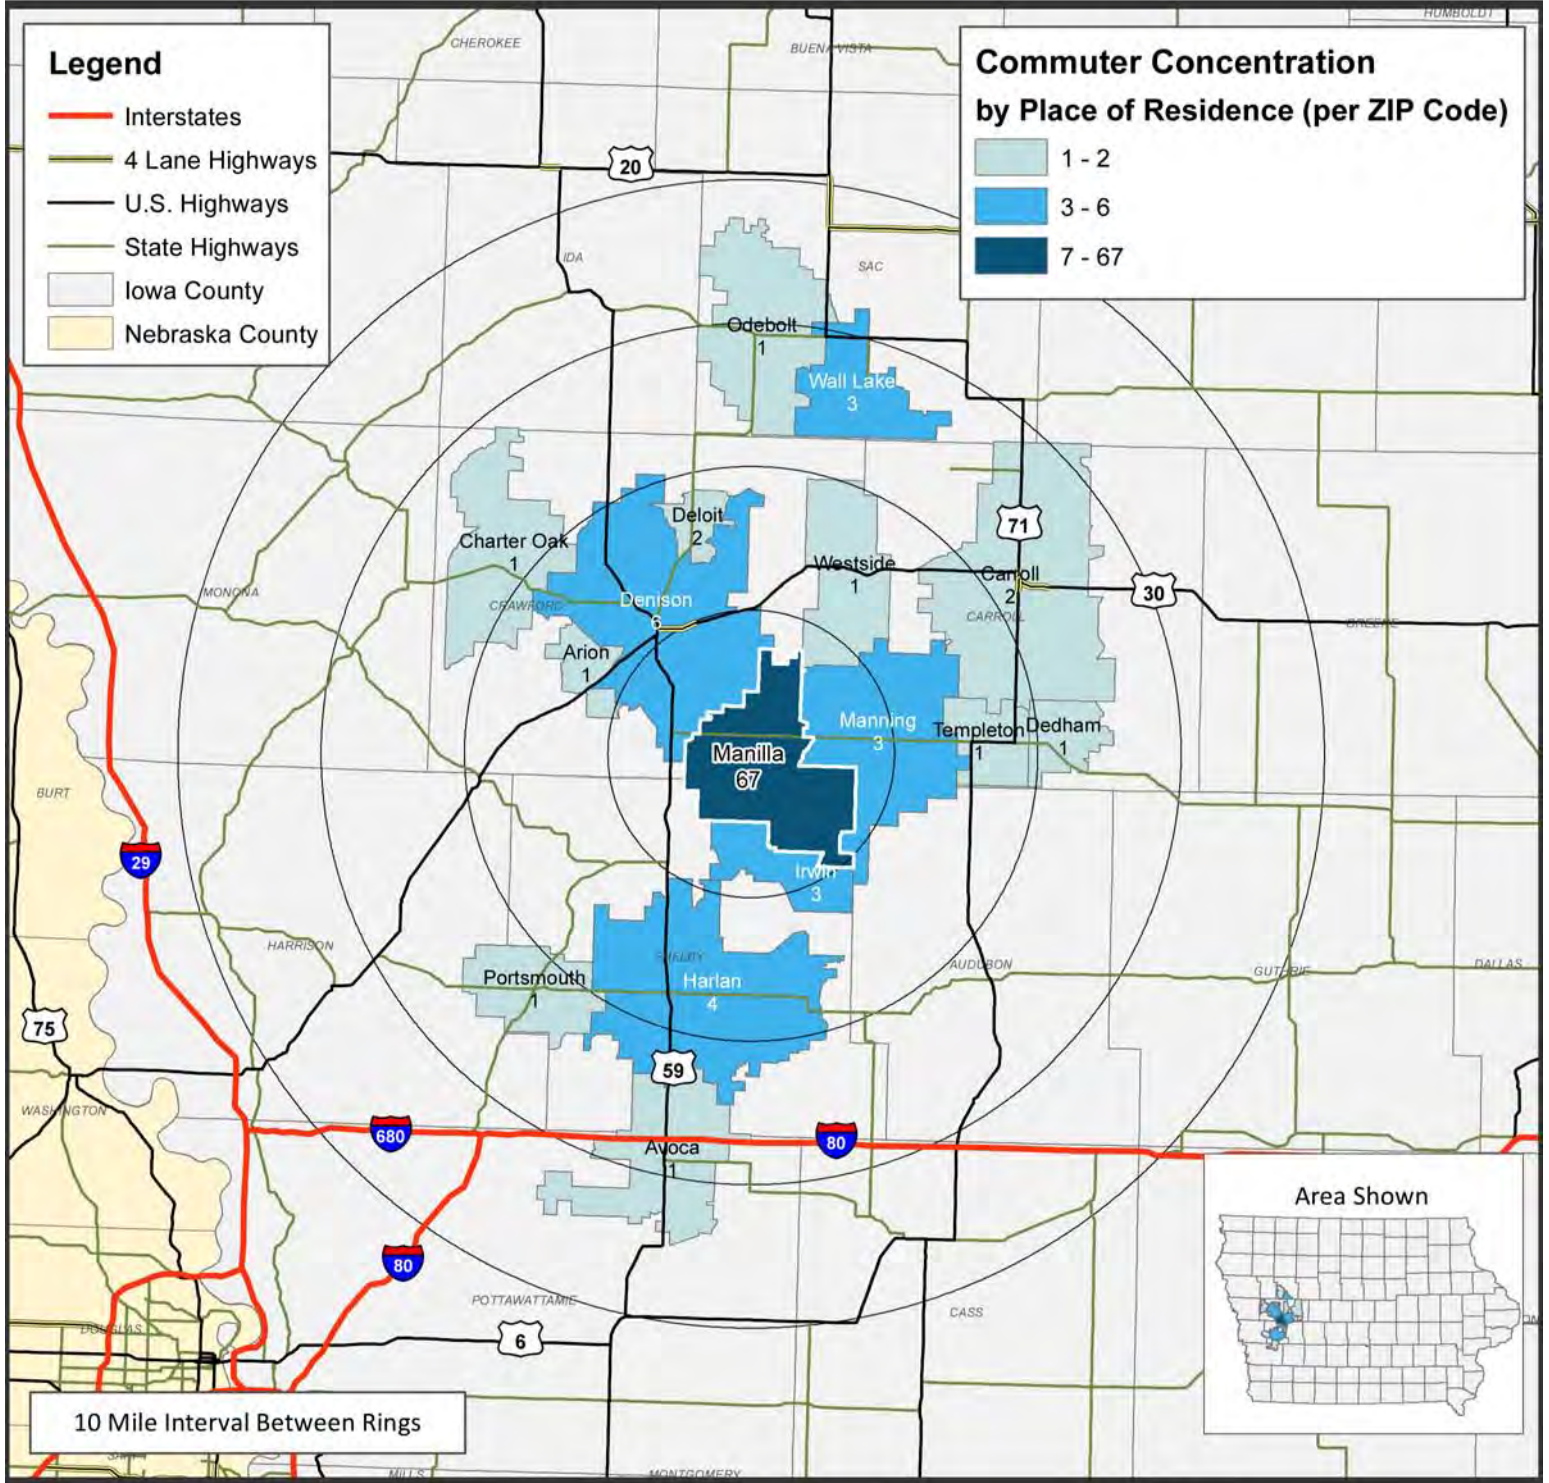 Legend
Interstates
4 Lane Highways
U.S. Highways
State Highways
Iowa County
Nebraska County
Commuter Concentration
by Place of Residence (per ZIP Code)
1 - 2
3 - 6
7 - 67
HUMBOLDT
CHEROKEE
BUENA VISTA
20
IDA
SAC
Odebolt
1
Wall Lake
3
Deloit
2
71
Charter Oak
1
Westside
1
Carroll
2
30
MONONA
CRAWFORD
Denison
6
CARROLL
GREENE
Arion
1
Manning
3
Templeton
1
Dedham
1
Manilla
67
BURT
29
Irwin
3
HARRISON
SHELBY
AUDUBON
GUTHRIE
DALLAS
Portsmouth
1
Harlan
4
75
59
WASHINGTON
680
80
Avoca
1
Area Shown
80
POTTAWATTAMIE
CASS
DOUGLAS
6
10 Mile Interval Between Rings
MILLS
MONTGOMERY